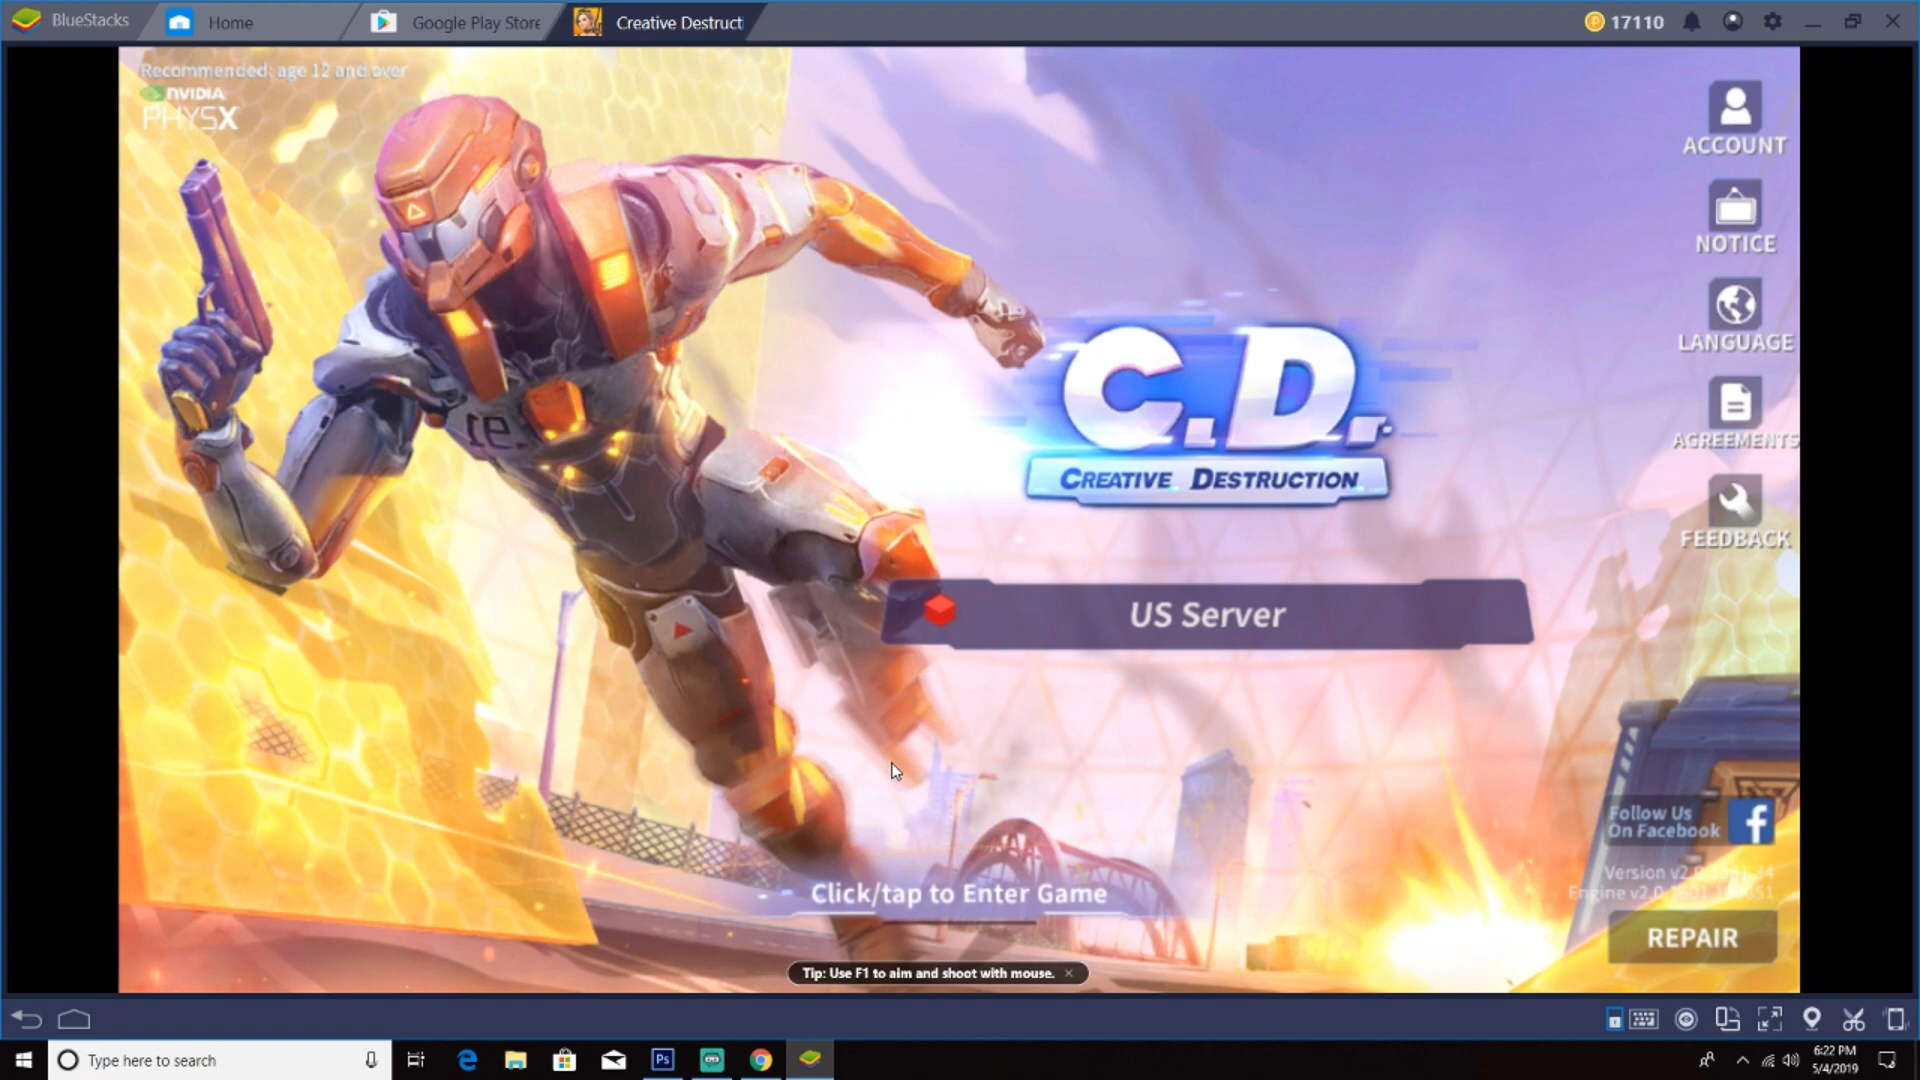 BlueStacks
Home
Google Play Store
Creative Destruct
17110
Recommended: age 12 and over
NVIDIA
PHYSX
ACCOUNT
NOTICE
LANGUAGE
AGREEMENTS
FEEDBACK
C.D.
CREATIVE DESTRUCTION
US Server
Follow Us
On Facebook
Click/tap to Enter Game
REPAIR
Tip: Use F1 to aim and shoot with mouse.
Type here to search
Ps
6:22 PM
5/4/2019